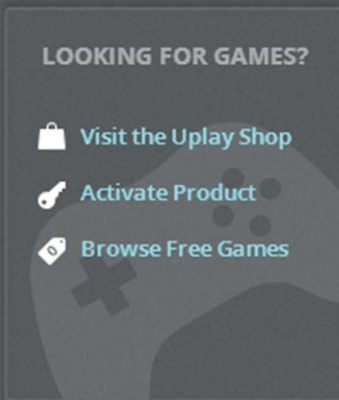 LOOKING FOR GAMES?
Visit the Uplay Shop
Activate Product
Browse Free Games